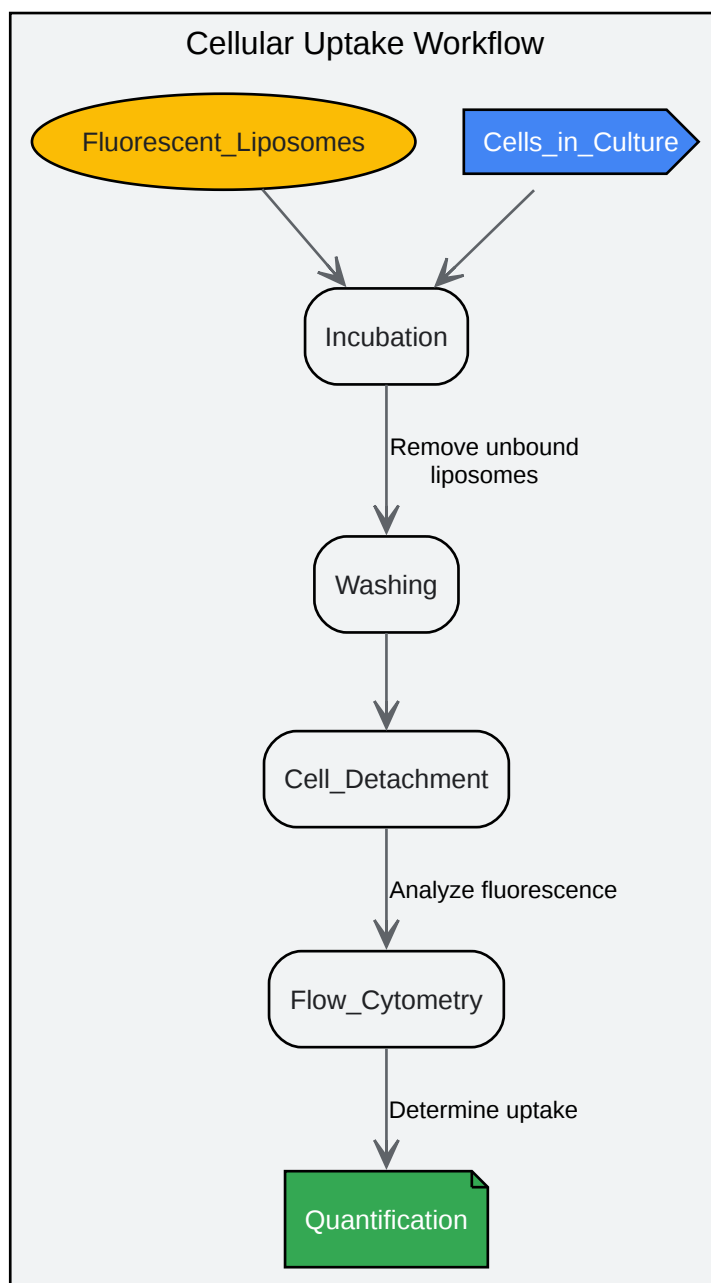 Cellular Uptake Workflow
Fluorescent_Liposomes
Cells_in_Culture
Incubation
Remove unbound
liposomes
Washing
Cell_Detachment
Analyze fluorescence
Flow_Cytometry
Determine uptake
Quantification